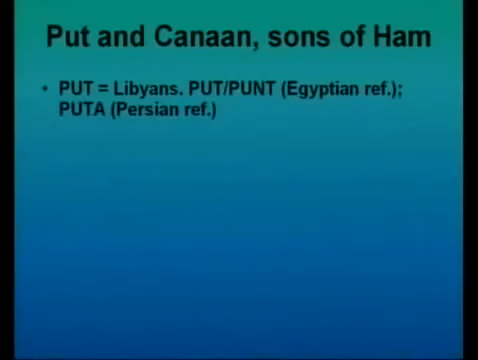 Put and Canaan, sons of Ham
• PUT = Libyans. PUT/PUNT (Egyptian ref.);
PUTA (Persian ref.)